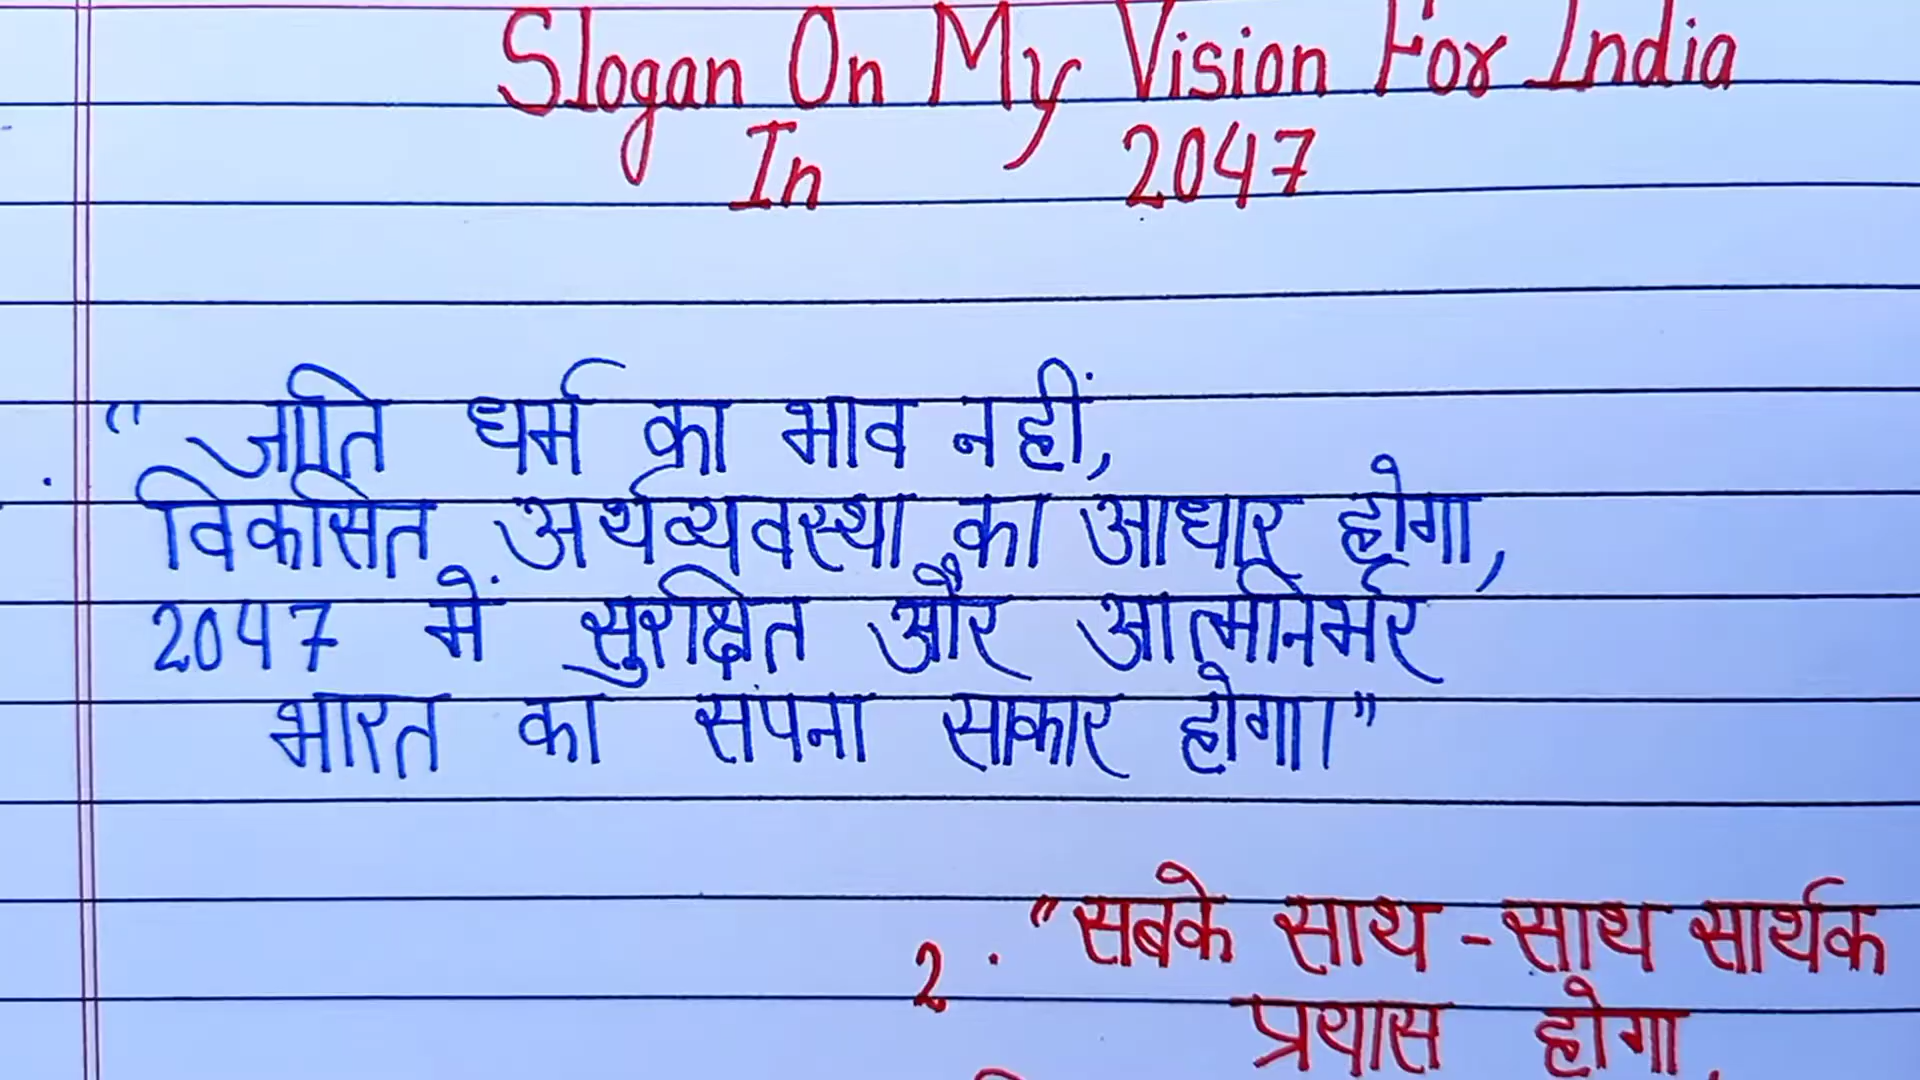 Slogan On My Vision For India
In 2047
" जाति धर्म का भाव नहीं,
विकसित अर्थव्यवस्था का आधार होगा,
2047 में सुरक्षित और आत्मनिर्भर
भारत का सपना साकार होगा।"
2. "सबके साथ - साथ सार्थक
प्रयास होगा,